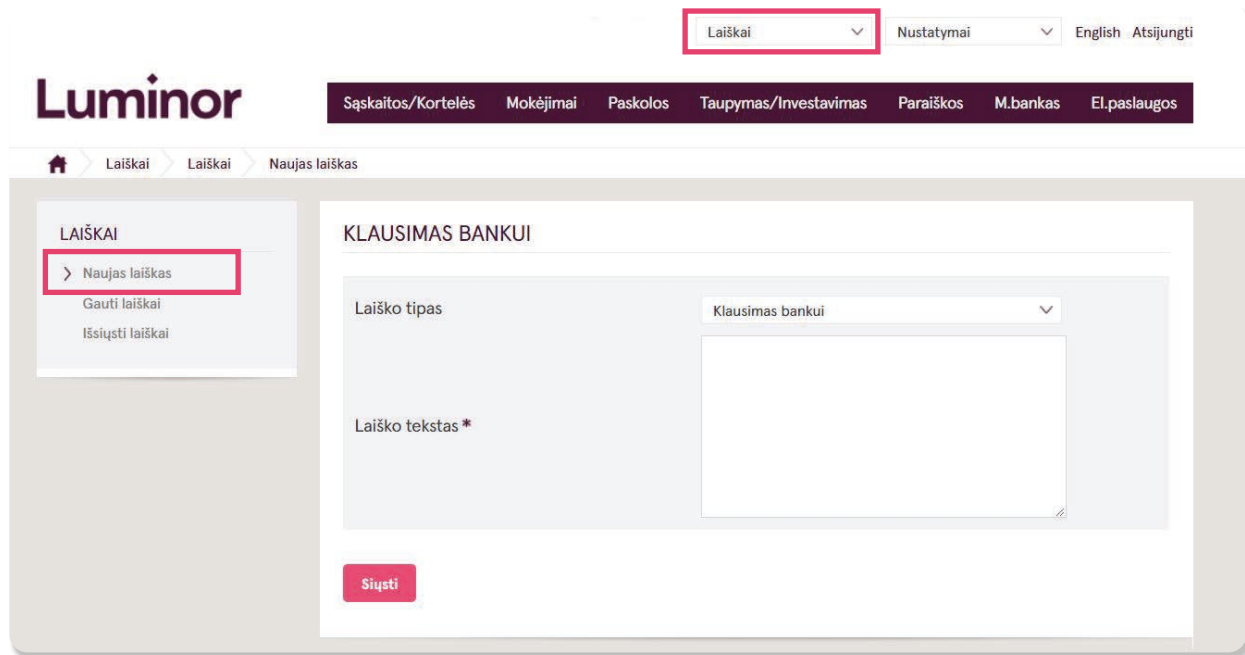 Laiškai Nustatymai English Atsijungti
Luminor
Sąskaitos/Kortelės Mokėjimai Paskolos Taupymas/Investavimas Paraiškos M.bankas El.paslaugos
Laiškai Laiškai Naujas laiškas
LAIŠKAI
Naujas laiškas
Gauti laiškai
Išsiųsti laiškai
KLAUSIMAS BANKUI
Laiško tipas Klausimas bankui
Laiško tekstas *
Siųsti